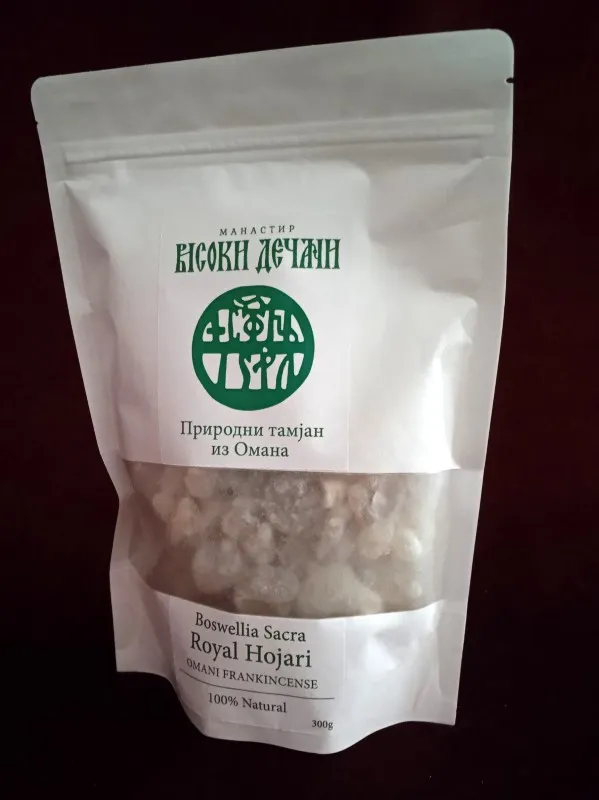 МАНАСТИР
ВИСОКИ ДЕЧАНИ
Природни тамјан
из Омана
Boswellia Sacra
Royal Hojari
OMANI FRANKINCENSE
100% Natural
300g